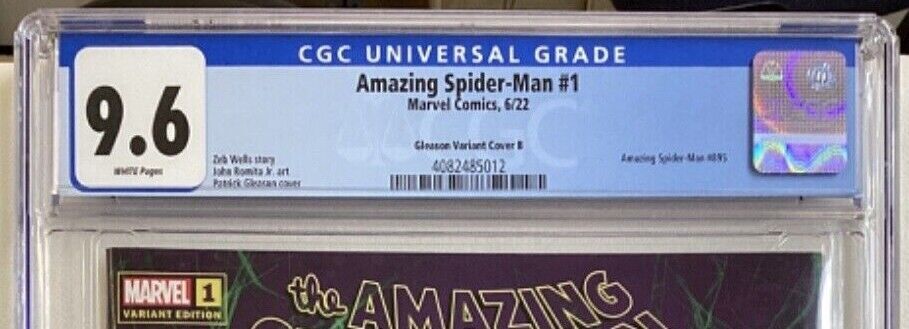 CGC UNIVERSAL GRADE
9.6
WHITE Pages
Amazing Spider-Man #1
Marvel Comics, 6/22
CGC
Gleason Variant Cover B
4082485012
Zeb Wells story
John Romita Jr. art
Patrick Gleason cover
Amazing Spider-Man #895
MARVEL 1
VARIANT EDITION
the AMAZING